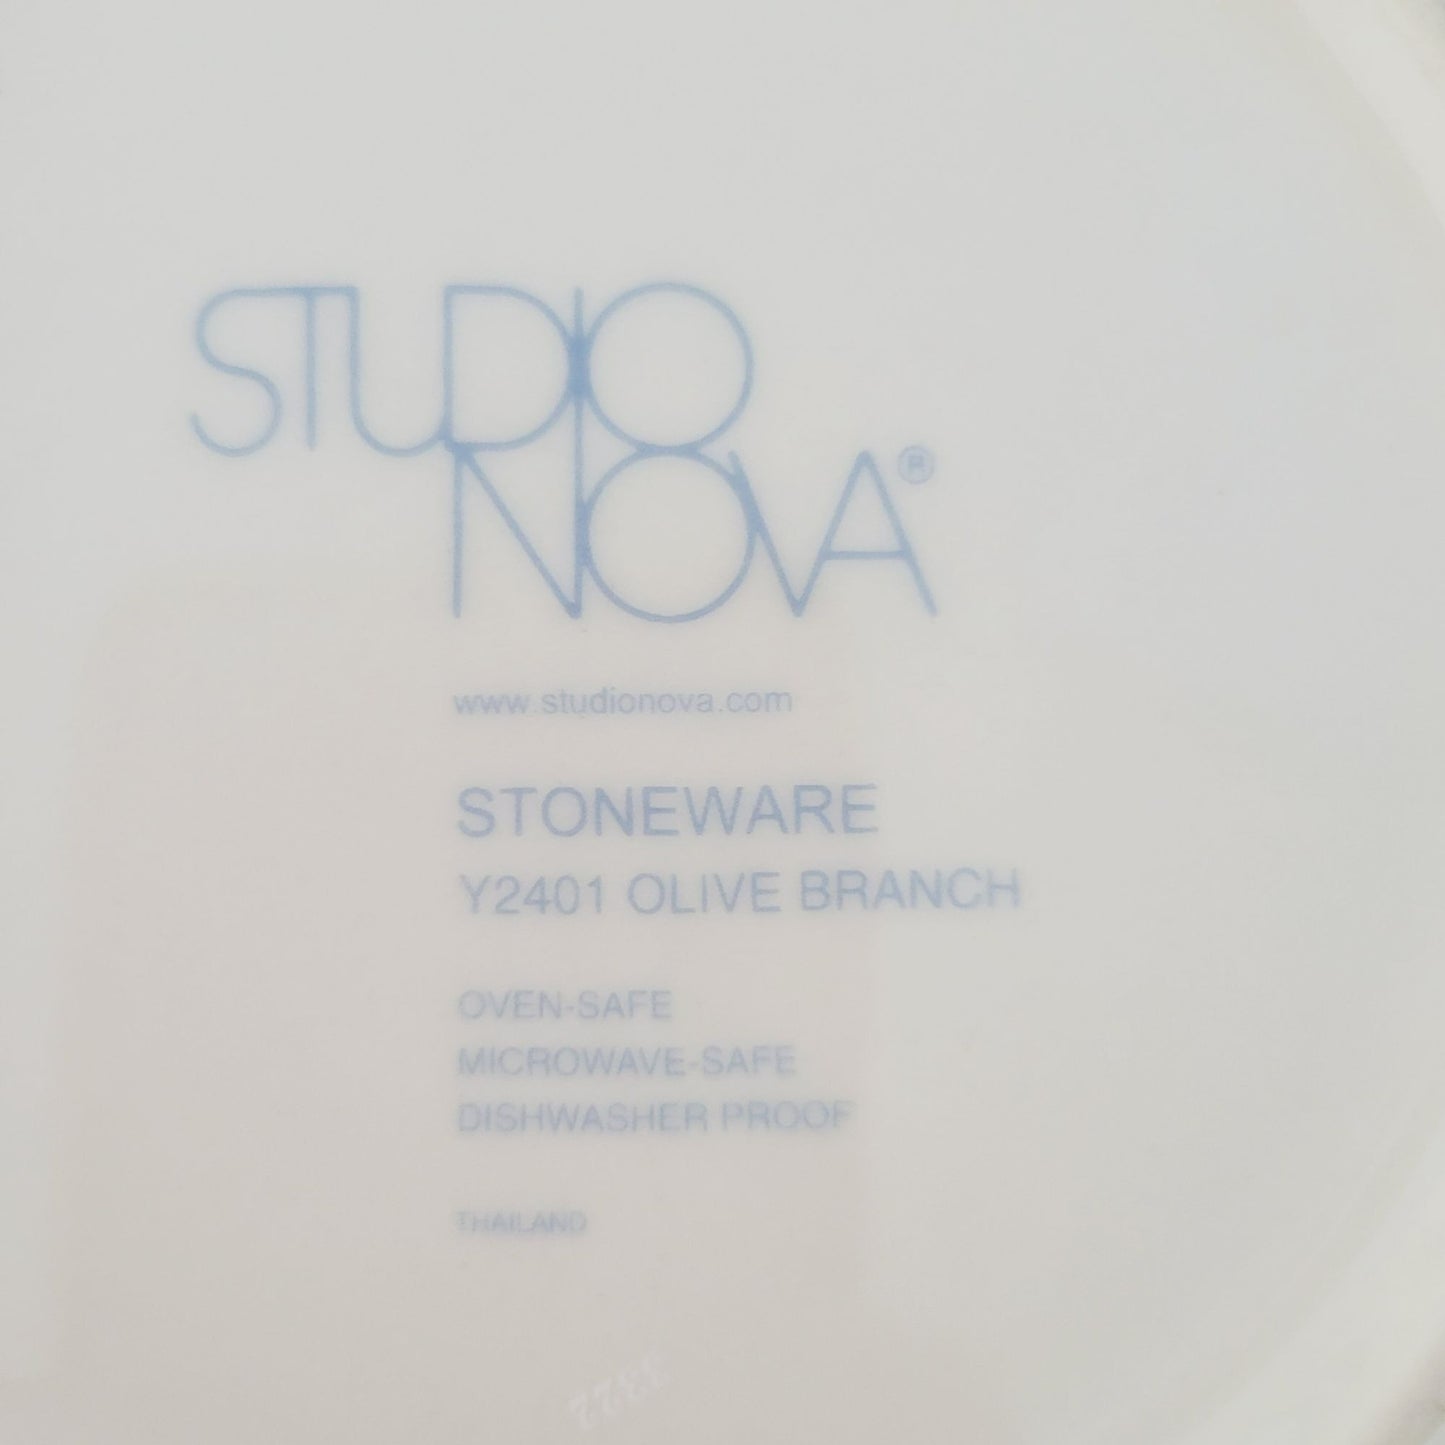 STUDIO
NOVA®
www.studionova.com
STONEWARE
Y2401 OLIVE BRANCH
OVEN-SAFE
MICROWAVE-SAFE
DISHWASHER PROOF
THAILAND